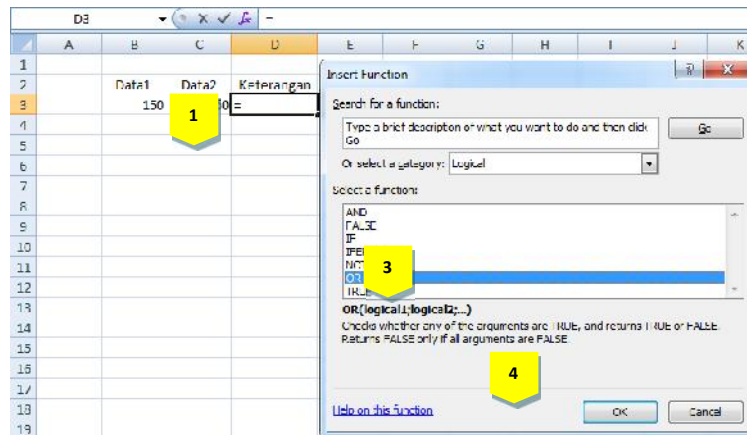 D3 =
A B C D E F G H I J K
1
2 Data1 Data2 Keterangan
3 150 0 =
4
5
6
7
8
9
10
11
12
13
14
15
16
17
18
19
1
Insert Function
Search for a function:
Type a brief description of what you want to do and then click Go
Go
Or select a category: Logical
Select a function:
AND
FALSE
IF
NOT
OR
TRUE
3
OR(logical1;logical2;...)
Checks whether any of the arguments are TRUE, and returns TRUE or FALSE.
Returns FALSE only if all arguments are FALSE.
4
Help on this function
OK Cancel